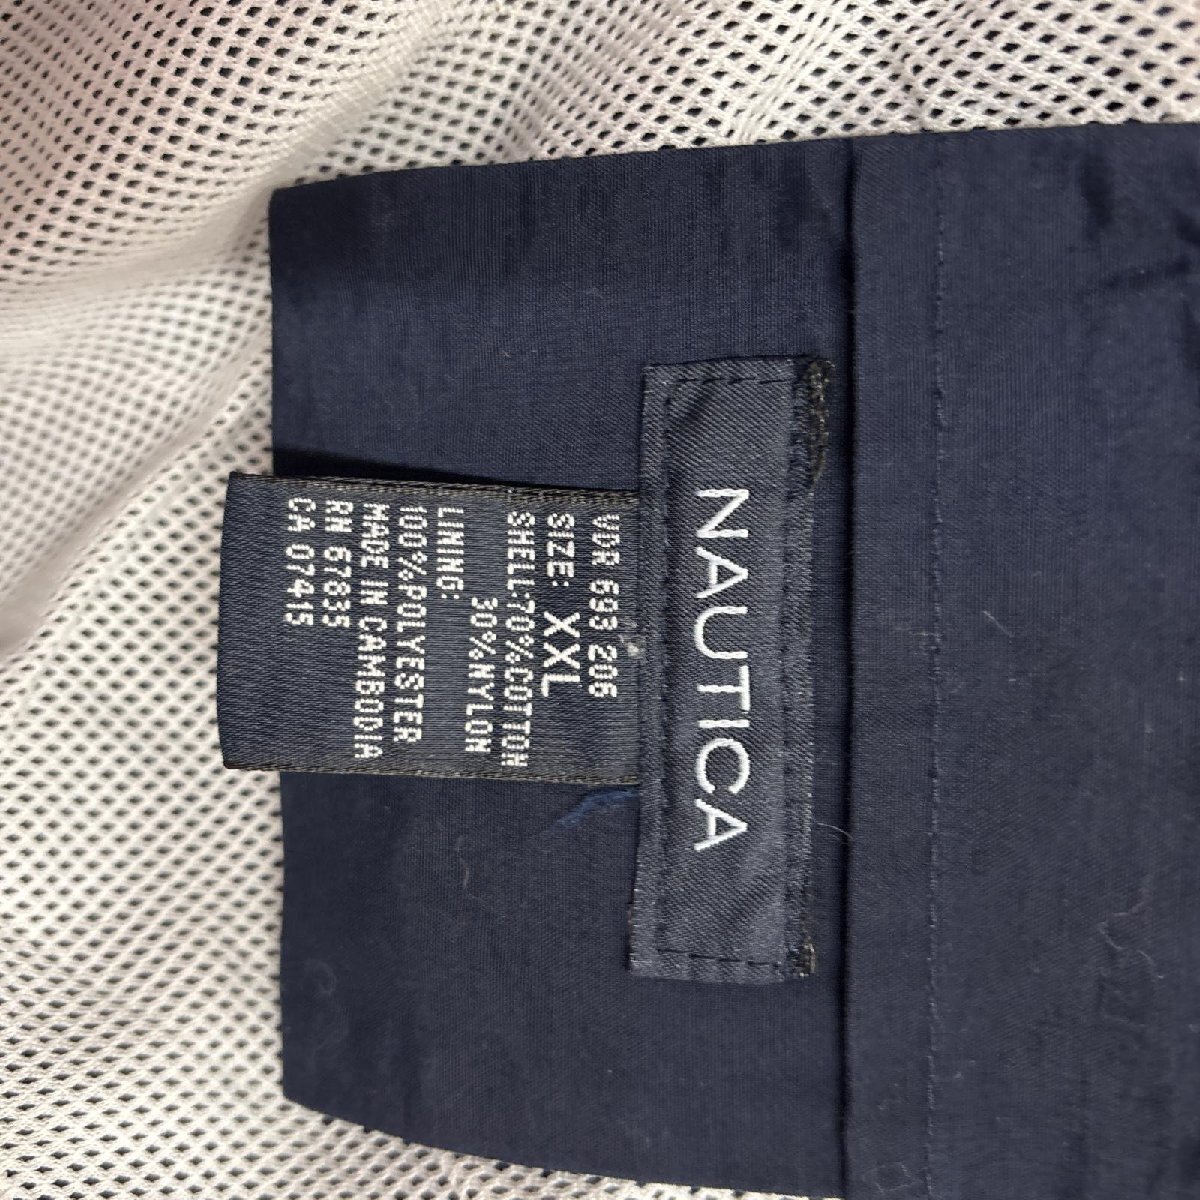 NAUTICA
VDR 693 205
SIZE: XXL
SHELL:70%COTTON
30%NYLON
LINING:
100%POLYESTER
MADE IN CAMBODIA
RN 67835
CA 07415